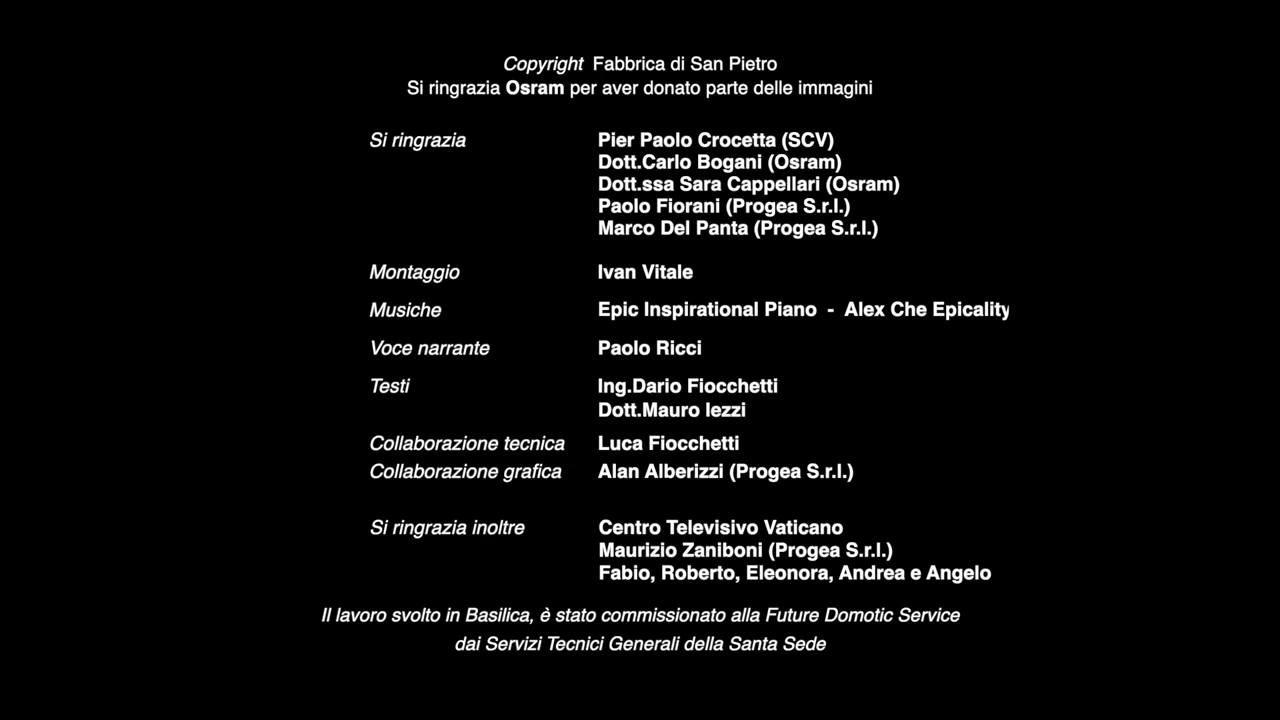 Copyright Fabbrica di San Pietro
Si ringrazia Osram per aver donato parte delle immagini
Si ringrazia Pier Paolo Crocetta (SCV)
Dott.Carlo Bogani (Osram)
Dott.ssa Sara Cappellari (Osram)
Paolo Fiorani (Progea S.r.l.)
Marco Del Panta (Progea S.r.l.)
Montaggio Ivan Vitale
Musiche Epic Inspirational Piano - Alex Che Epicality
Voce narrante Paolo Ricci
Testi Ing.Dario Fiocchetti
Dott.Mauro Iezzi
Collaborazione tecnica Luca Fiocchetti
Collaborazione grafica Alan Alberizzi (Progea S.r.l.)
Si ringrazia inoltre Centro Televisivo Vaticano
Maurizio Zaniboni (Progea S.r.l.)
Fabio, Roberto, Eleonora, Andrea e Angelo
Il lavoro svolto in Basilica, è stato commissionato alla Future Domotic Service
dai Servizi Tecnici Generali della Santa Sede